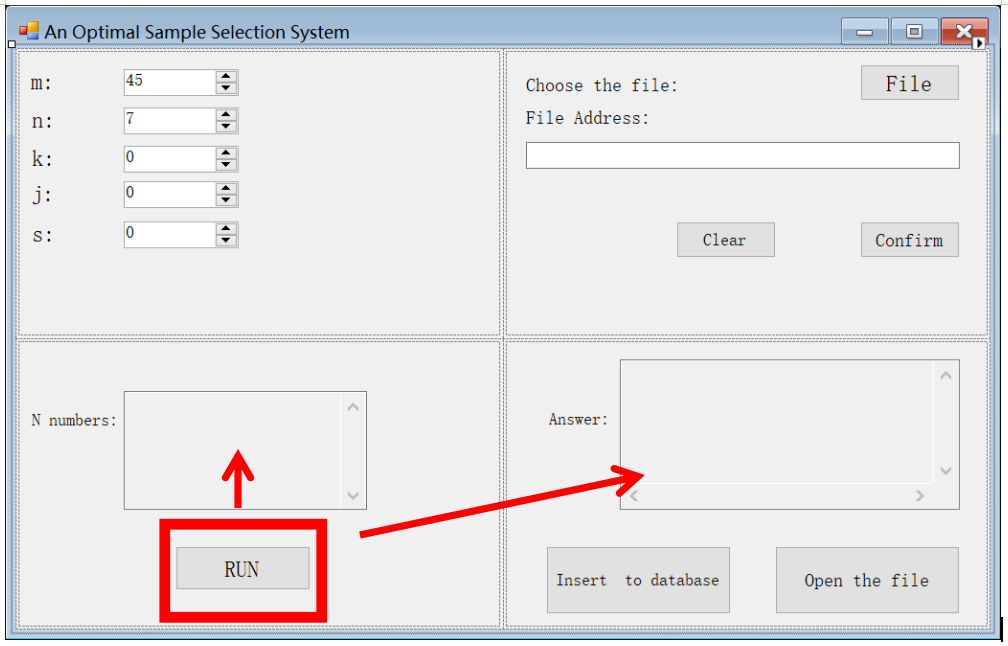 An Optimal Sample Selection System
m: 45
n: 7
k: 0
j: 0
s: 0
Choose the file: File
File Address:
Clear Confirm
N numbers:
RUN
Answer:
Insert to database Open the file